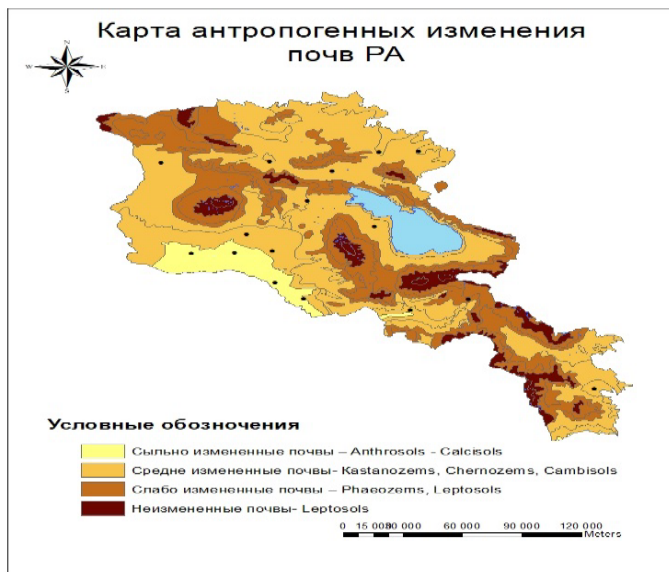 Карта антропогенных изменения
почв РА
N
W
E
S
Условные обозначения
Сыльно измененные почвы – Anthrosols - Calcisols
Средне измененные почвы- Kastanozems, Chernozems, Cambisols
Слабо измененные почвы – Phaeozems, Leptosols
Неизмененные почвы- Leptosols
0 15 000 30 000 60 000 90 000 120 000
Meters